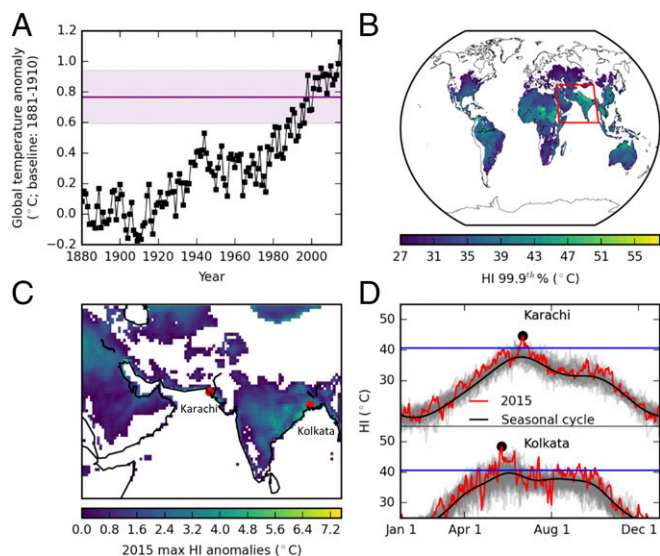 A
Global temperature anomaly
(°C; baseline: 1881-1910)
1.2
1.0
0.8
0.6
0.4
0.2
0.0
−0.2
1880 1900 1920 1940 1960 1980 2000
Year
B
27 31 35 39 43 47 51 55
HI 99.9th% (°C)
C
Karachi
Kolkata
0.0 0.8 1.6 2.4 3.2 4.0 4.8 5.6 6.4 7.2
2015 max HI anomalies (°C)
D
HI (°C)
50
40
30
Karachi
2015
Seasonal cycle
50
40
30
Kolkata
Jan 1 Apr 1 Aug 1 Dec 1